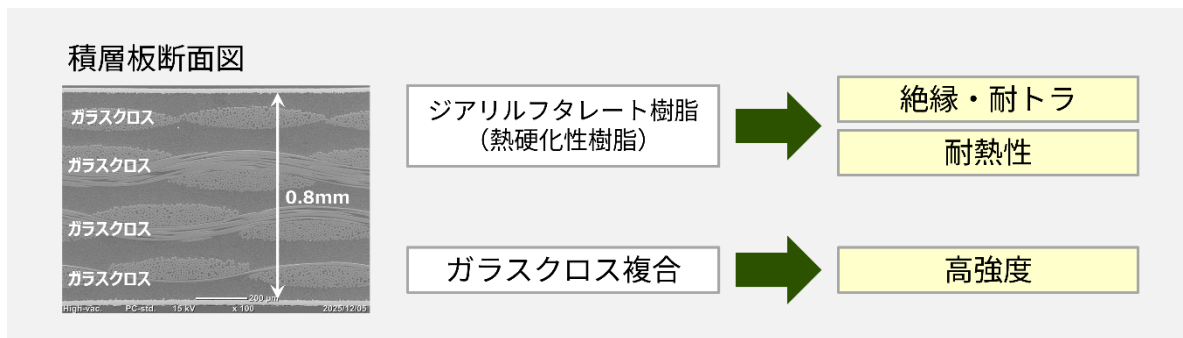 積層板断面図
ガラスクロス
ガラスクロス
ガラスクロス
ガラスクロス
0.8mm
200 μm
High-vac. PC-std. 15 kV x 100 2025/12/05
ジアリルフタレート樹脂
（熱硬化性樹脂）
絶縁・耐トラ
耐熱性
ガラスクロス複合
高強度